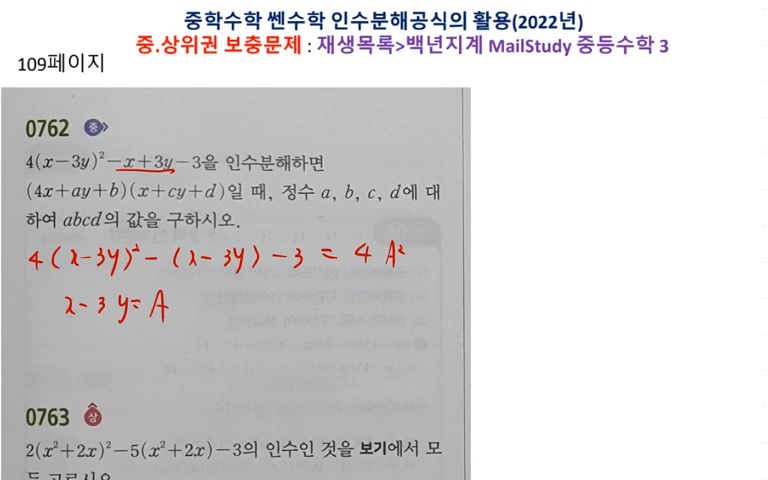 중학수학 쎈수학 인수분해공식의 활용(2022년)
중.상위권 보충문제 : 재생목록>백년지계 MailStudy 중등수학 3
109페이지
0762 중
4(x-3y)²-x+3y-3을 인수분해하면
(4x+ay+b)(x+cy+d)일 때, 정수 a, b, c, d에 대
하여 abcd의 값을 구하시오.
4(x-3y)²-(x-3y)-3 = 4A²
x-3y=A
0763 상
2(x²+2x)²-5(x²+2x)-3의 인수인 것을 보기에서 모
두 고르시오